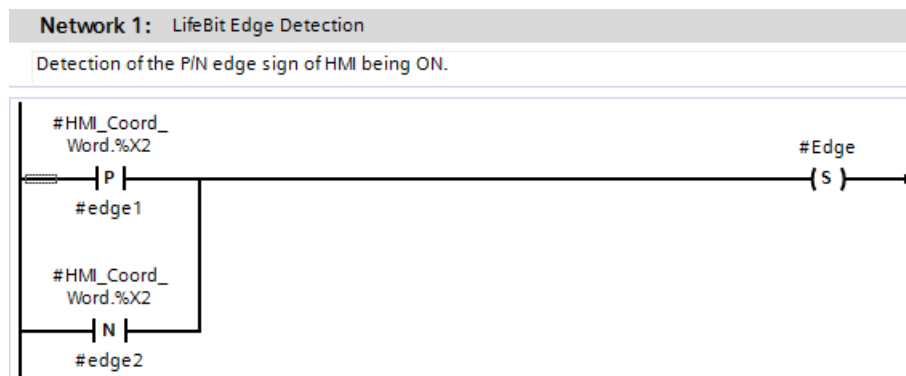 Network 1: LifeBit Edge Detection
Detection of the P/N edge sign of HMI being ON.
#HMI_Coord_
Word.%X2
#Edge
P
S
#edge1
#HMI_Coord_
Word.%X2
N
#edge2